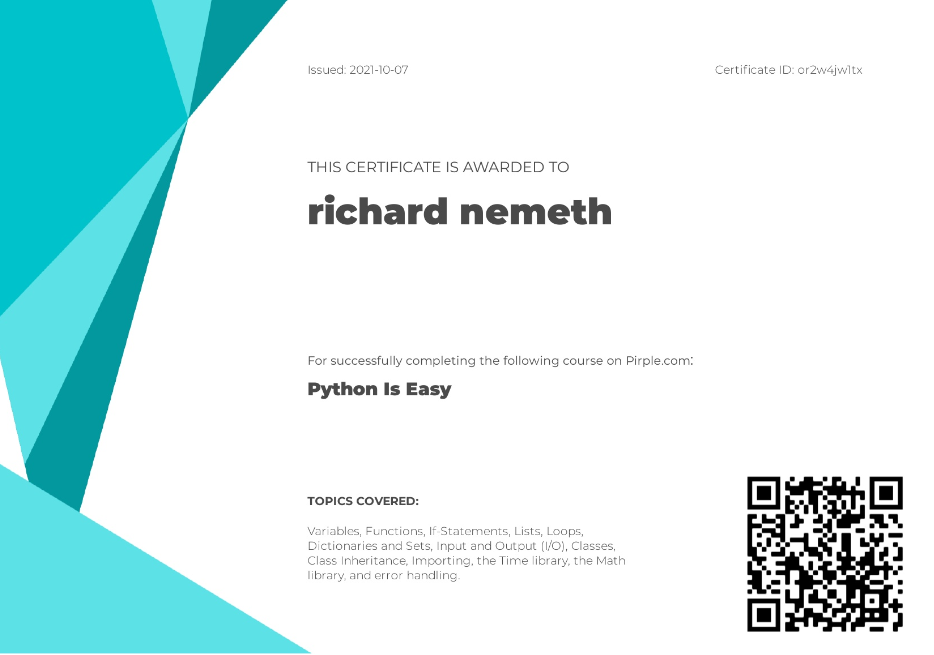 Issued: 2021-10-07
Certificate ID: or2w4jw1tx
THIS CERTIFICATE IS AWARDED TO
richard nemeth
For successfully completing the following course on Pirple.com:
Python Is Easy
TOPICS COVERED:
Variables, Functions, If-Statements, Lists, Loops,
Dictionaries and Sets, Input and Output (I/O), Classes,
Class Inheritance, Importing, the Time library, the Math
library, and error handling.